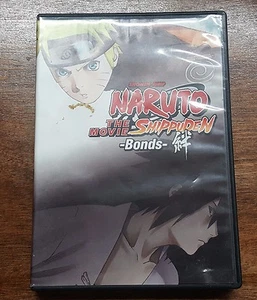 NARUTO
THE MOVIE SHIPPUDEN
-Bonds- 絆